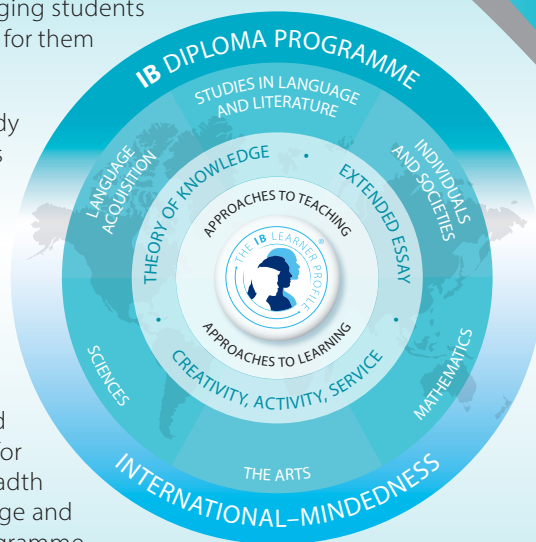 ging students
for them
dy
s
d
or
adth
ge and
gramme
IB DIPLOMA PROGRAMME
STUDIES IN LANGUAGE
AND LITERATURE
LANGUAGE
ACQUISITION
INDIVIDUALS
AND SOCIETIES
THEORY OF KNOWLEDGE
EXTENDED ESSAY
APPROACHES TO TEACHING
THE IB LEARNER PROFILE®
APPROACHES TO LEARNING
CREATIVITY, ACTIVITY, SERVICE
SCIENCES
MATHEMATICS
THE ARTS
INTERNATIONAL–MINDEDNESS